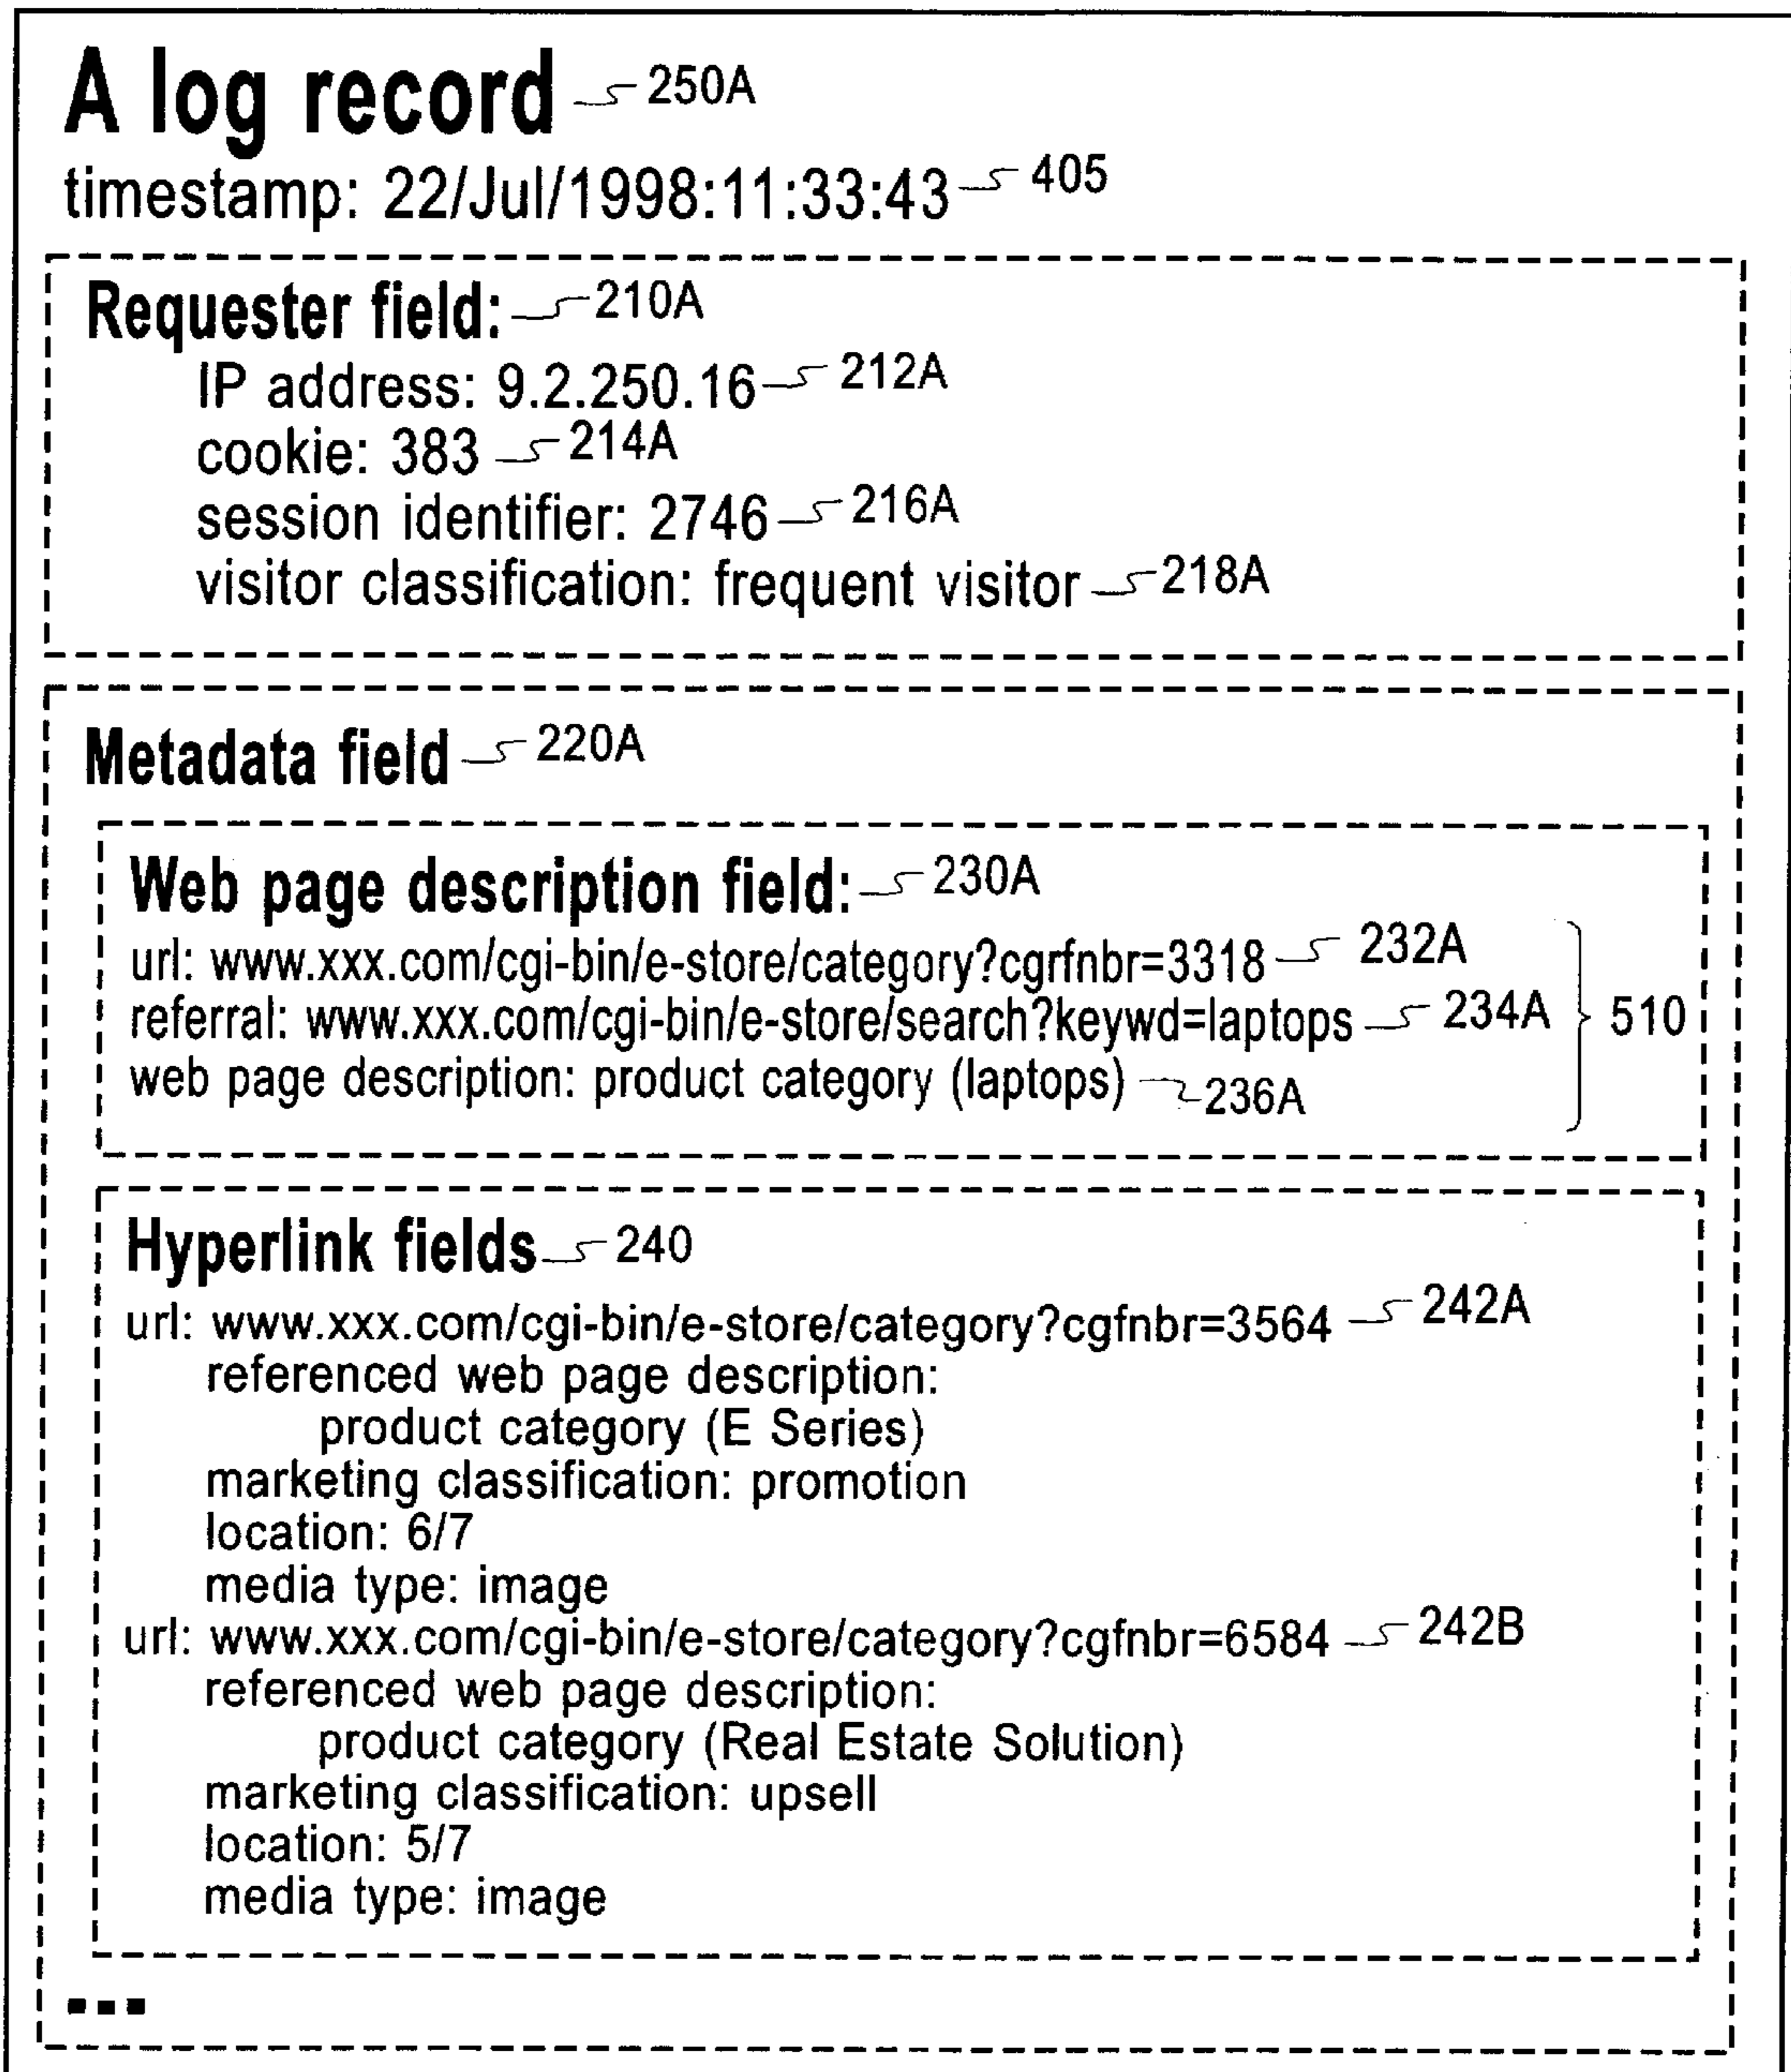 A log record 250A
timestamp: 22/Jul/1998:11:33:43 405
Requester field: 210A
IP address: 9.2.250.16 212A
cookie: 383 214A
session identifier: 2746 216A
visitor classification: frequent visitor 218A
Metadata field 220A
Web page description field: 230A
url: www.xxx.com/cgi-bin/e-store/category?cgrfnbr=3318 232A
referral: www.xxx.com/cgi-bin/e-store/search?keywd=laptops 234A 510
web page description: product category (laptops) 236A
Hyperlink fields 240
url: www.xxx.com/cgi-bin/e-store/category?cgfnbr=3564 242A
referenced web page description:
product category (E Series)
marketing classification: promotion
location: 6/7
media type: image
url: www.xxx.com/cgi-bin/e-store/category?cgfnbr=6584 242B
referenced web page description:
product category (Real Estate Solution)
marketing classification: upsell
location: 5/7
media type: image
...